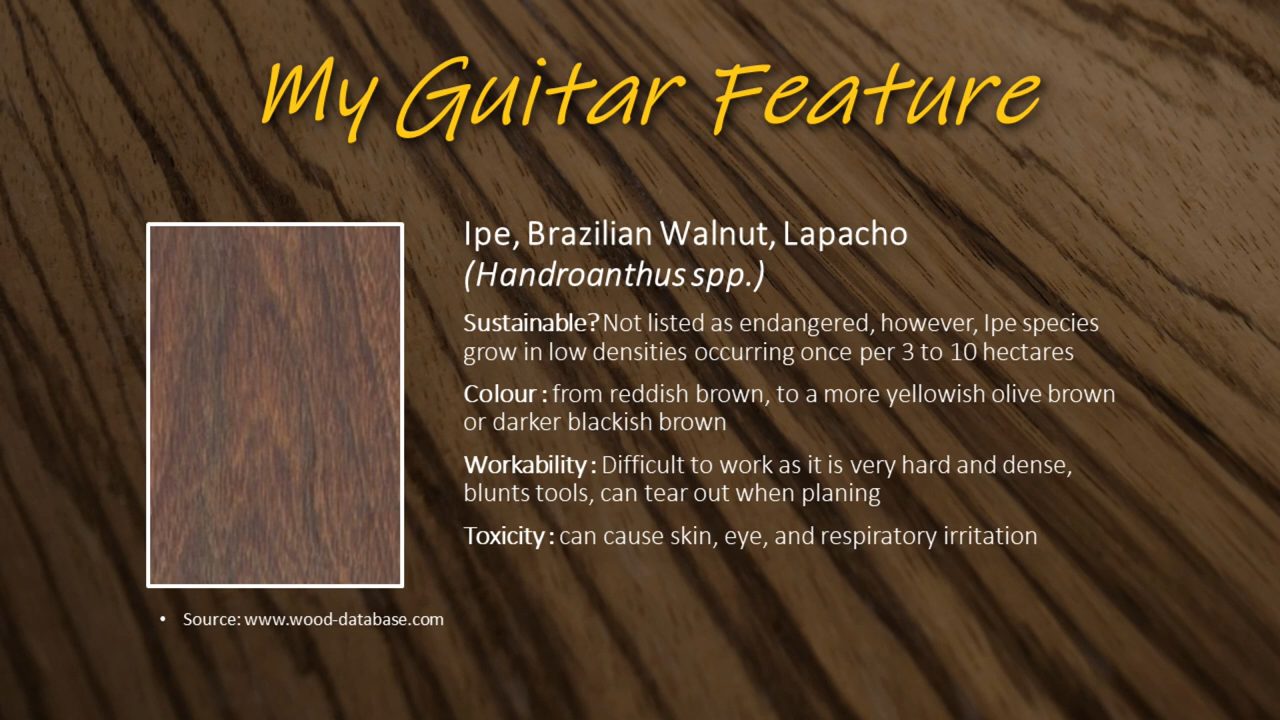 My Guitar Feature
Ipe, Brazilian Walnut, Lapacho
(Handroanthus spp.)
Sustainable? Not listed as endangered, however, Ipe species
grow in low densities occurring once per 3 to 10 hectares
Colour : from reddish brown, to a more yellowish olive brown
or darker blackish brown
Workability : Difficult to work as it is very hard and dense,
blunts tools, can tear out when planing
Toxicity : can cause skin, eye, and respiratory irritation
• Source: www.wood-database.com